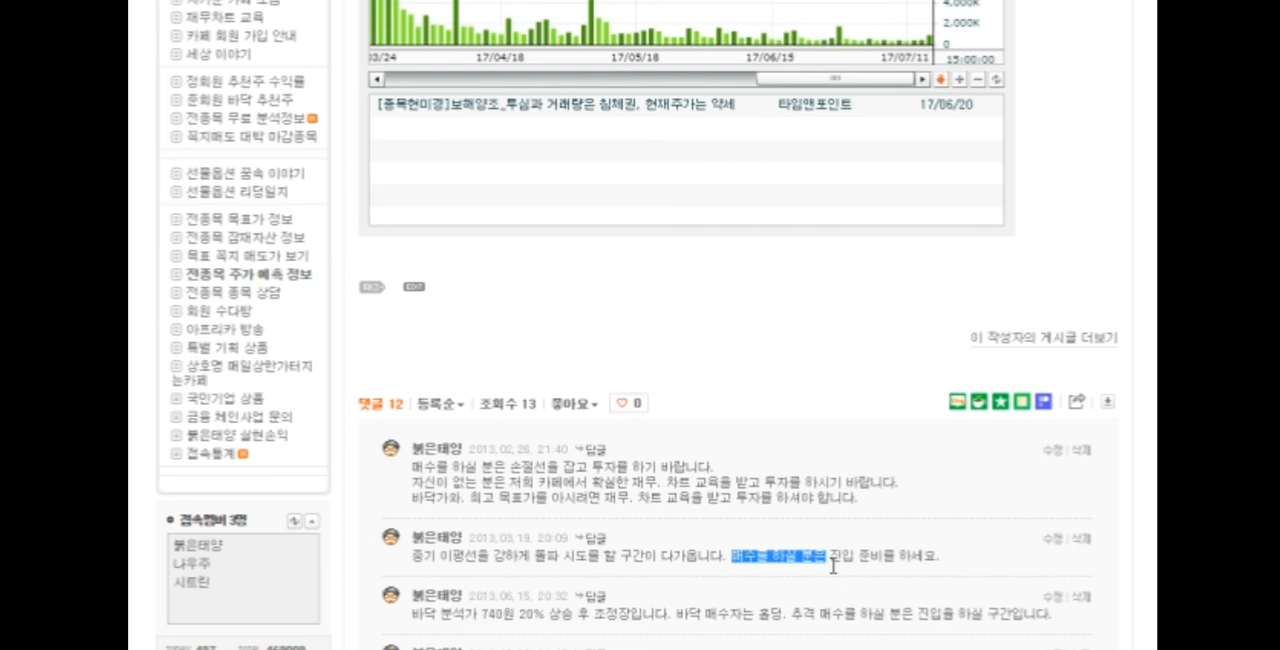 재무차트 교육
카페 회원 가입 안내
세상 이야기
정회원 추천주 수익률
준회원 바닥 추천주
전종목 무료 분석정보
꼭지매도 대박 마감종목
선물옵션 꿈속 이야기
선물옵션 리딩일지
전종목 목표가 정보
전종목 잠재자산 정보
목표 꼭지 매도가 보기
전종목 주가 예측 정보
전종목 종목 상담
회원 수다방
아프리카 방송
특별 기획 상품
상호명 매일상한가터지
는카페
국민기업 상품
금융 체인사업 문의
붉은태양 실현손익
접속통계
접속멤버 3명
붉은태양
나우주
시트린
4,000K
2,000K
0
03/24 17/04/18 17/05/18 17/06/15 17/07/11 15:00:00
[종목현미경]보해양조_투심과 거래량은 침체권, 현재주가는 약세 타임앤포인트 17/06/20
이 작성자의 게시글 더보기
댓글 12 등록순 조회수 13 좋아요 0
붉은태양 2013.02.26. 21:40 답글 수정 삭제
매수를 하실 분은 손절선을 잡고 투자를 하기 바랍니다.
자신이 없는 분은 저희 카페에서 확실한 재무. 차트 교육을 받고 투자를 하시기 바랍니다.
바닥가와. 최고 목표가를 아시려면 재무. 차트 교육을 받고 투자를 하셔야 합니다.
붉은태양 2013.03.19. 20:09 답글 수정 삭제
중기 이평선을 강하게 돌파 시도를 할 구간이 다가옵니다. 매수를 하실 분은 진입 준비를 하세요.
붉은태양 2013.06.15. 20:32 답글 수정 삭제
바닥 분석가 740원 20% 상승 후 조정장입니다. 바닥 매수자는 홀딩. 추격 매수를 하실 분은 진입을 하실 구간입니다.